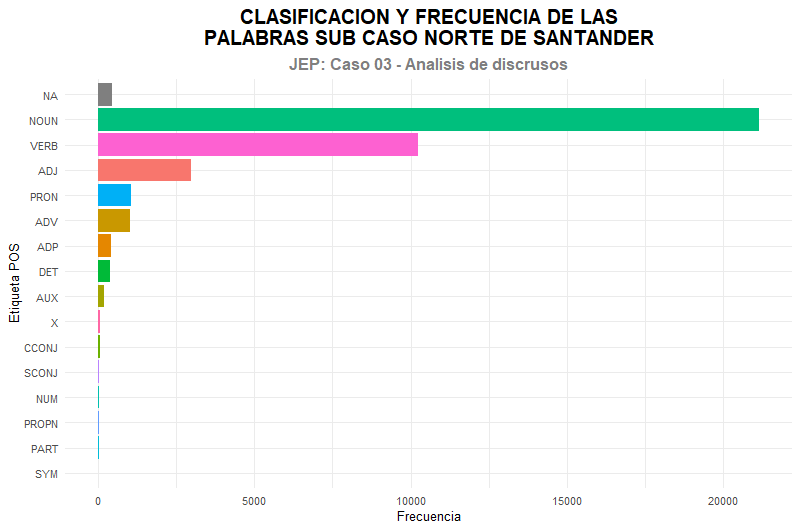 CLASIFICACION Y FRECUENCIA DE LAS
PALABRAS SUB CASO NORTE DE SANTANDER
JEP: Caso 03 - Analisis de discrusos
Etiqueta POS
NA
NOUN
VERB
ADJ
PRON
ADV
ADP
DET
AUX
X
CCONJ
SCONJ
NUM
PROPN
PART
SYM
0 5000 10000 15000 20000
Frecuencia